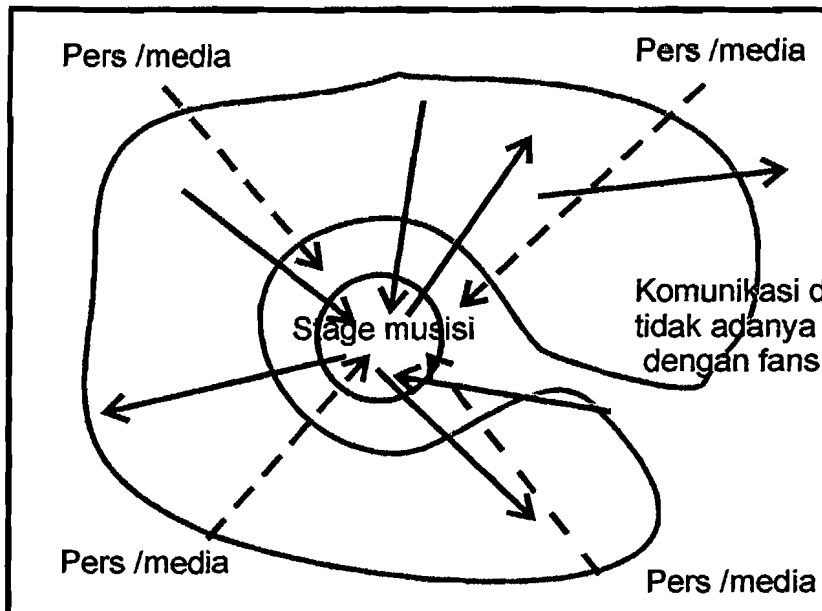 Pers /media
Pers /media
Stage musisi
Komunikasi d
tidak adanya
dengan fans
Pers /media
Pers /media